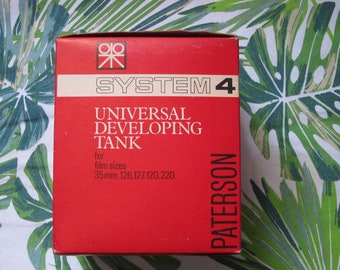 SYSTEM 4
UNIVERSAL
DEVELOPING
TANK
for
film sizes
35mm, 126, 127, 120, 220
PATERSON